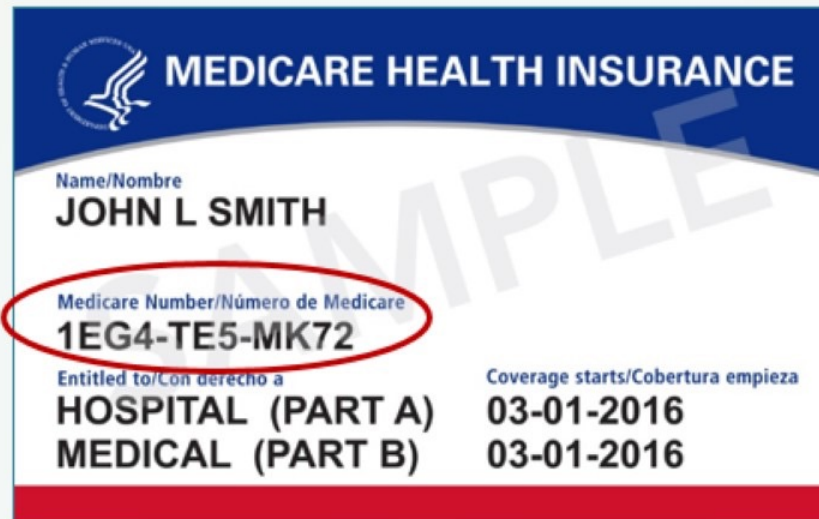 MEDICARE HEALTH INSURANCE
Name/Nombre
JOHN L SMITH
Medicare Number/Número de Medicare
1EG4-TE5-MK72
Entitled to/Con derecho a
Coverage starts/Cobertura empieza
HOSPITAL (PART A) 03-01-2016
MEDICAL (PART B) 03-01-2016
SAMPLE